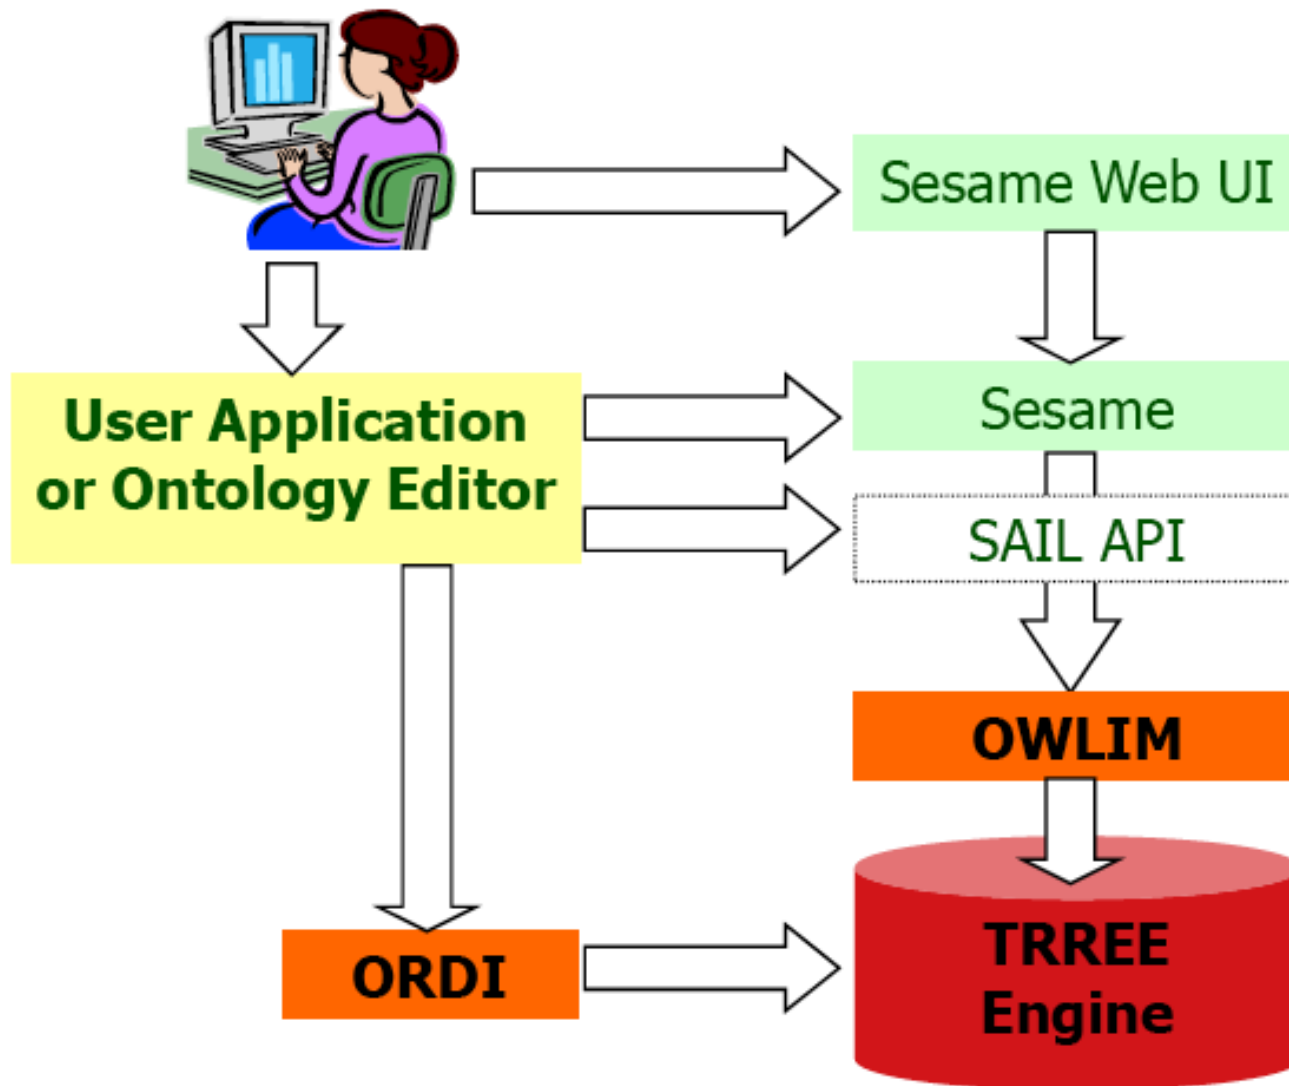 Sesame Web UI
User Application
or Ontology Editor
Sesame
SAIL API
OWLIM
ORDI
TRREE
Engine